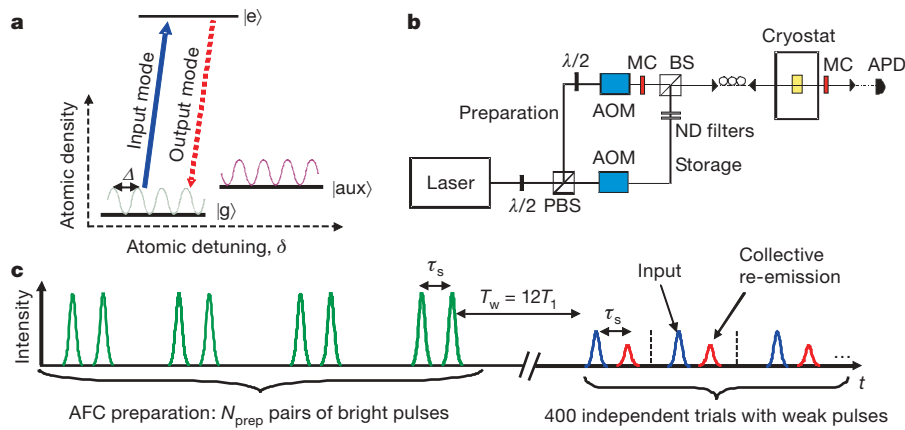 a
|e⟩
Input mode
Output mode
Atomic density
Δ
|g⟩
|aux⟩
Atomic detuning, δ
b
Cryostat
λ/2
MC
BS
MC
APD
AOM
Preparation
ND filters
AOM
Storage
Laser
λ/2
PBS
c
Intensity
τs
Tw = 12T1
Input
Collective
re-emission
τs
...
t
AFC preparation: Nprep pairs of bright pulses
400 independent trials with weak pulses